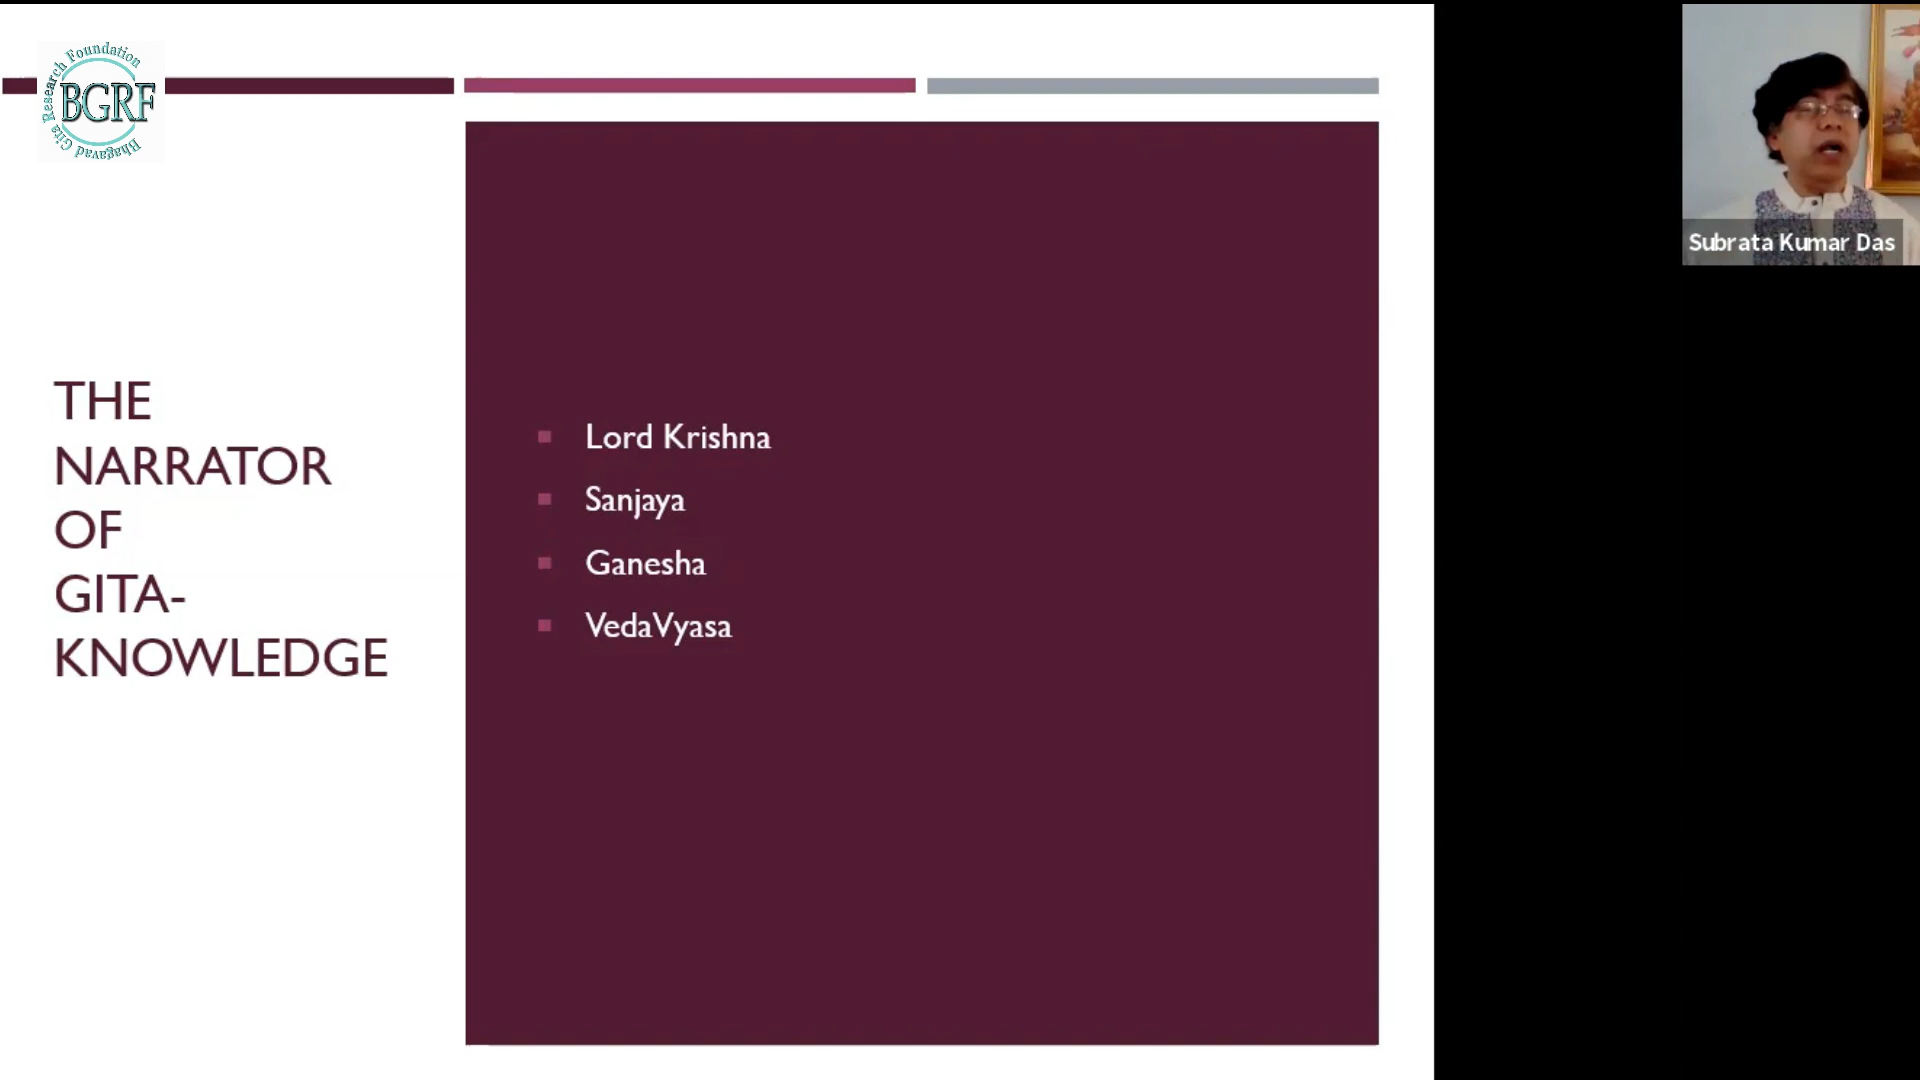 Bhagavad Gita Research Foundation
BGRF
THE
NARRATOR
OF
GITA-
KNOWLEDGE
Lord Krishna
Sanjaya
Ganesha
VedaVyasa
Subrata Kumar Das